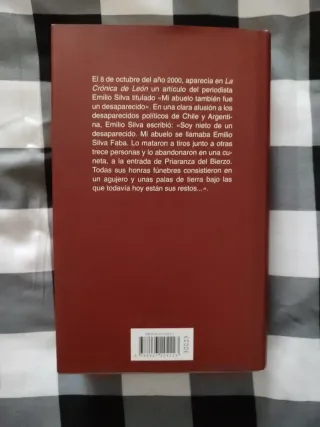 El 8 de octubre del año 2000, aparecía en La
Crónica de León un artículo del periodista
Emilio Silva titulado «Mi abuelo también fue
un desaparecido». En una clara alusión a los
desaparecidos políticos de Chile y Argenti-
na, Emilio Silva escribió: «Soy nieto de un
desaparecido. Mi abuelo se llamaba Emilio
Silva Faba. Lo mataron a tiros junto a otras
trece personas y lo abandonaron en una cu-
neta, a la entrada de Priaranza del Bierzo.
Todas sus honras fúnebres consistieron en
un agujero y unas palas de tierra bajo las
que todavía hoy están sus restos...».